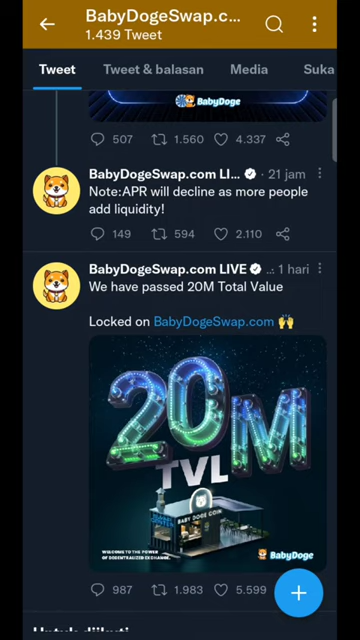 BabyDogeSwap.c...
1.439 Tweet
Tweet
Tweet & balasan
Media
Suka
BabyDoge
507
1.560
4.337
BabyDogeSwap.com LI... · 21 jam
Note:APR will decline as more people
add liquidity!
149
594
2.110
BabyDogeSwap.com LIVE ..: 1 hari
We have passed 20M Total Value
Locked on BabyDogeSwap.com 🙌
20M
TVL
BABY DOGE COIN
WELCOME TO THE POWER
OF DECENTRALIZED EXCHANGE.
BabyDoge
987
1.983
5.599